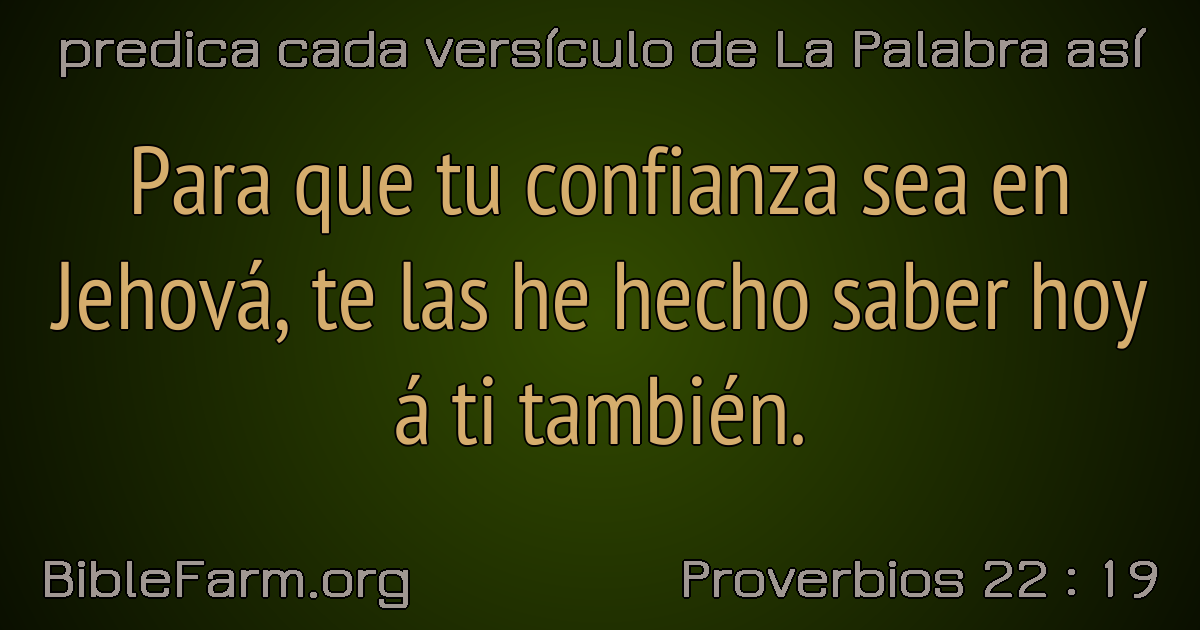 predica cada versículo de La Palabra así
Para que tu confianza sea en
Jehová, te las he hecho saber hoy
á ti también.
BibleFarm.org
Proverbios 22 : 19